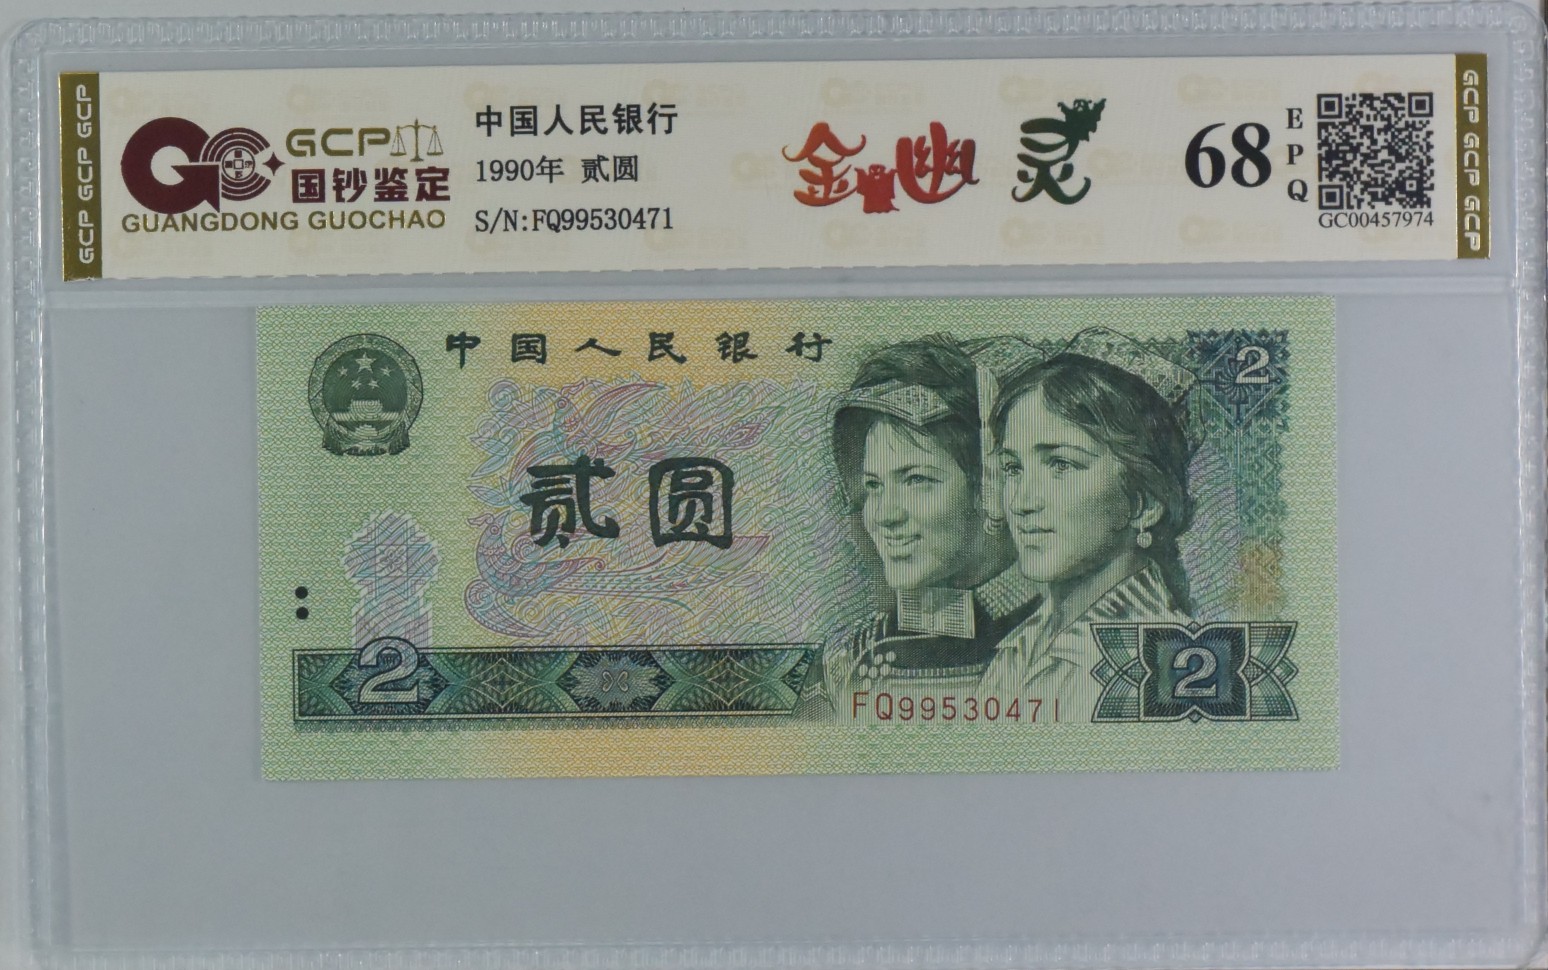 GCP GCP GCP
GCP
国钞鉴定
GUANGDONG GUOCHAO
中国人民银行
1990年 贰圆
S/N:FQ99530471
金幽灵
68
EPQ
GC00457974
GCP GCP GCP
中国人民银行
2
贰圆
2
2
FQ99530471